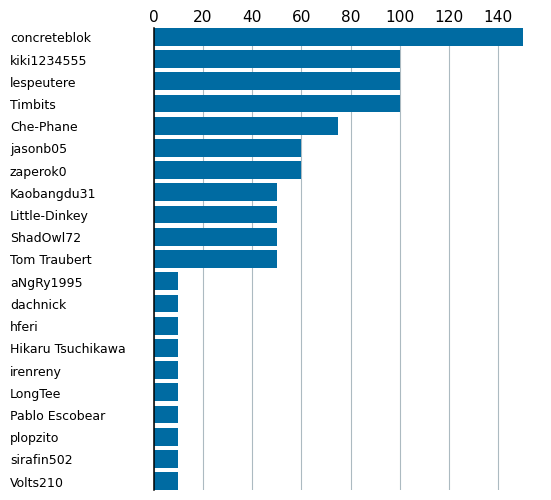 0 20 40 60 80 100 120 140
concreteblok
kiki1234555
lespeutere
Timbits
Che-Phane
jasonb05
zaperok0
Kaobangdu31
Little-Dinkey
ShadOwl72
Tom Traubert
aNgRy1995
dachnick
hferi
Hikaru Tsuchikawa
irenreny
LongTee
Pablo Escobear
plopzito
sirafin502
Volts210